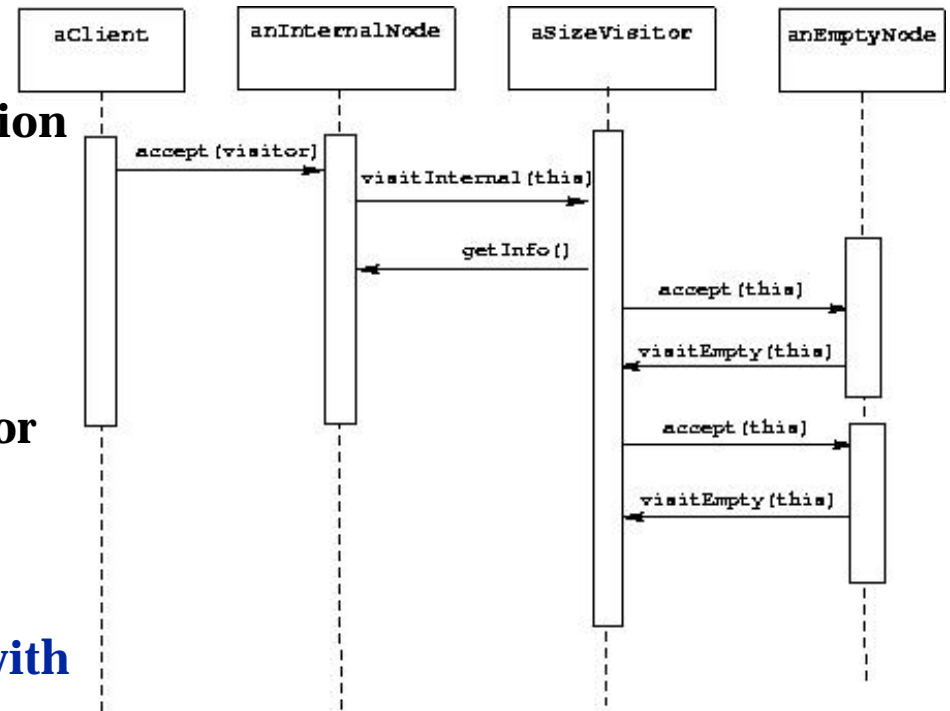 aClient
anInternalNode
aSizeVisitor
anEmptyNode
ion
accept(visitor)
visitInternal(this)
getInfo()
accept(this)
visitEmpty(this)
or
accept(this)
visitEmpty(this)
with